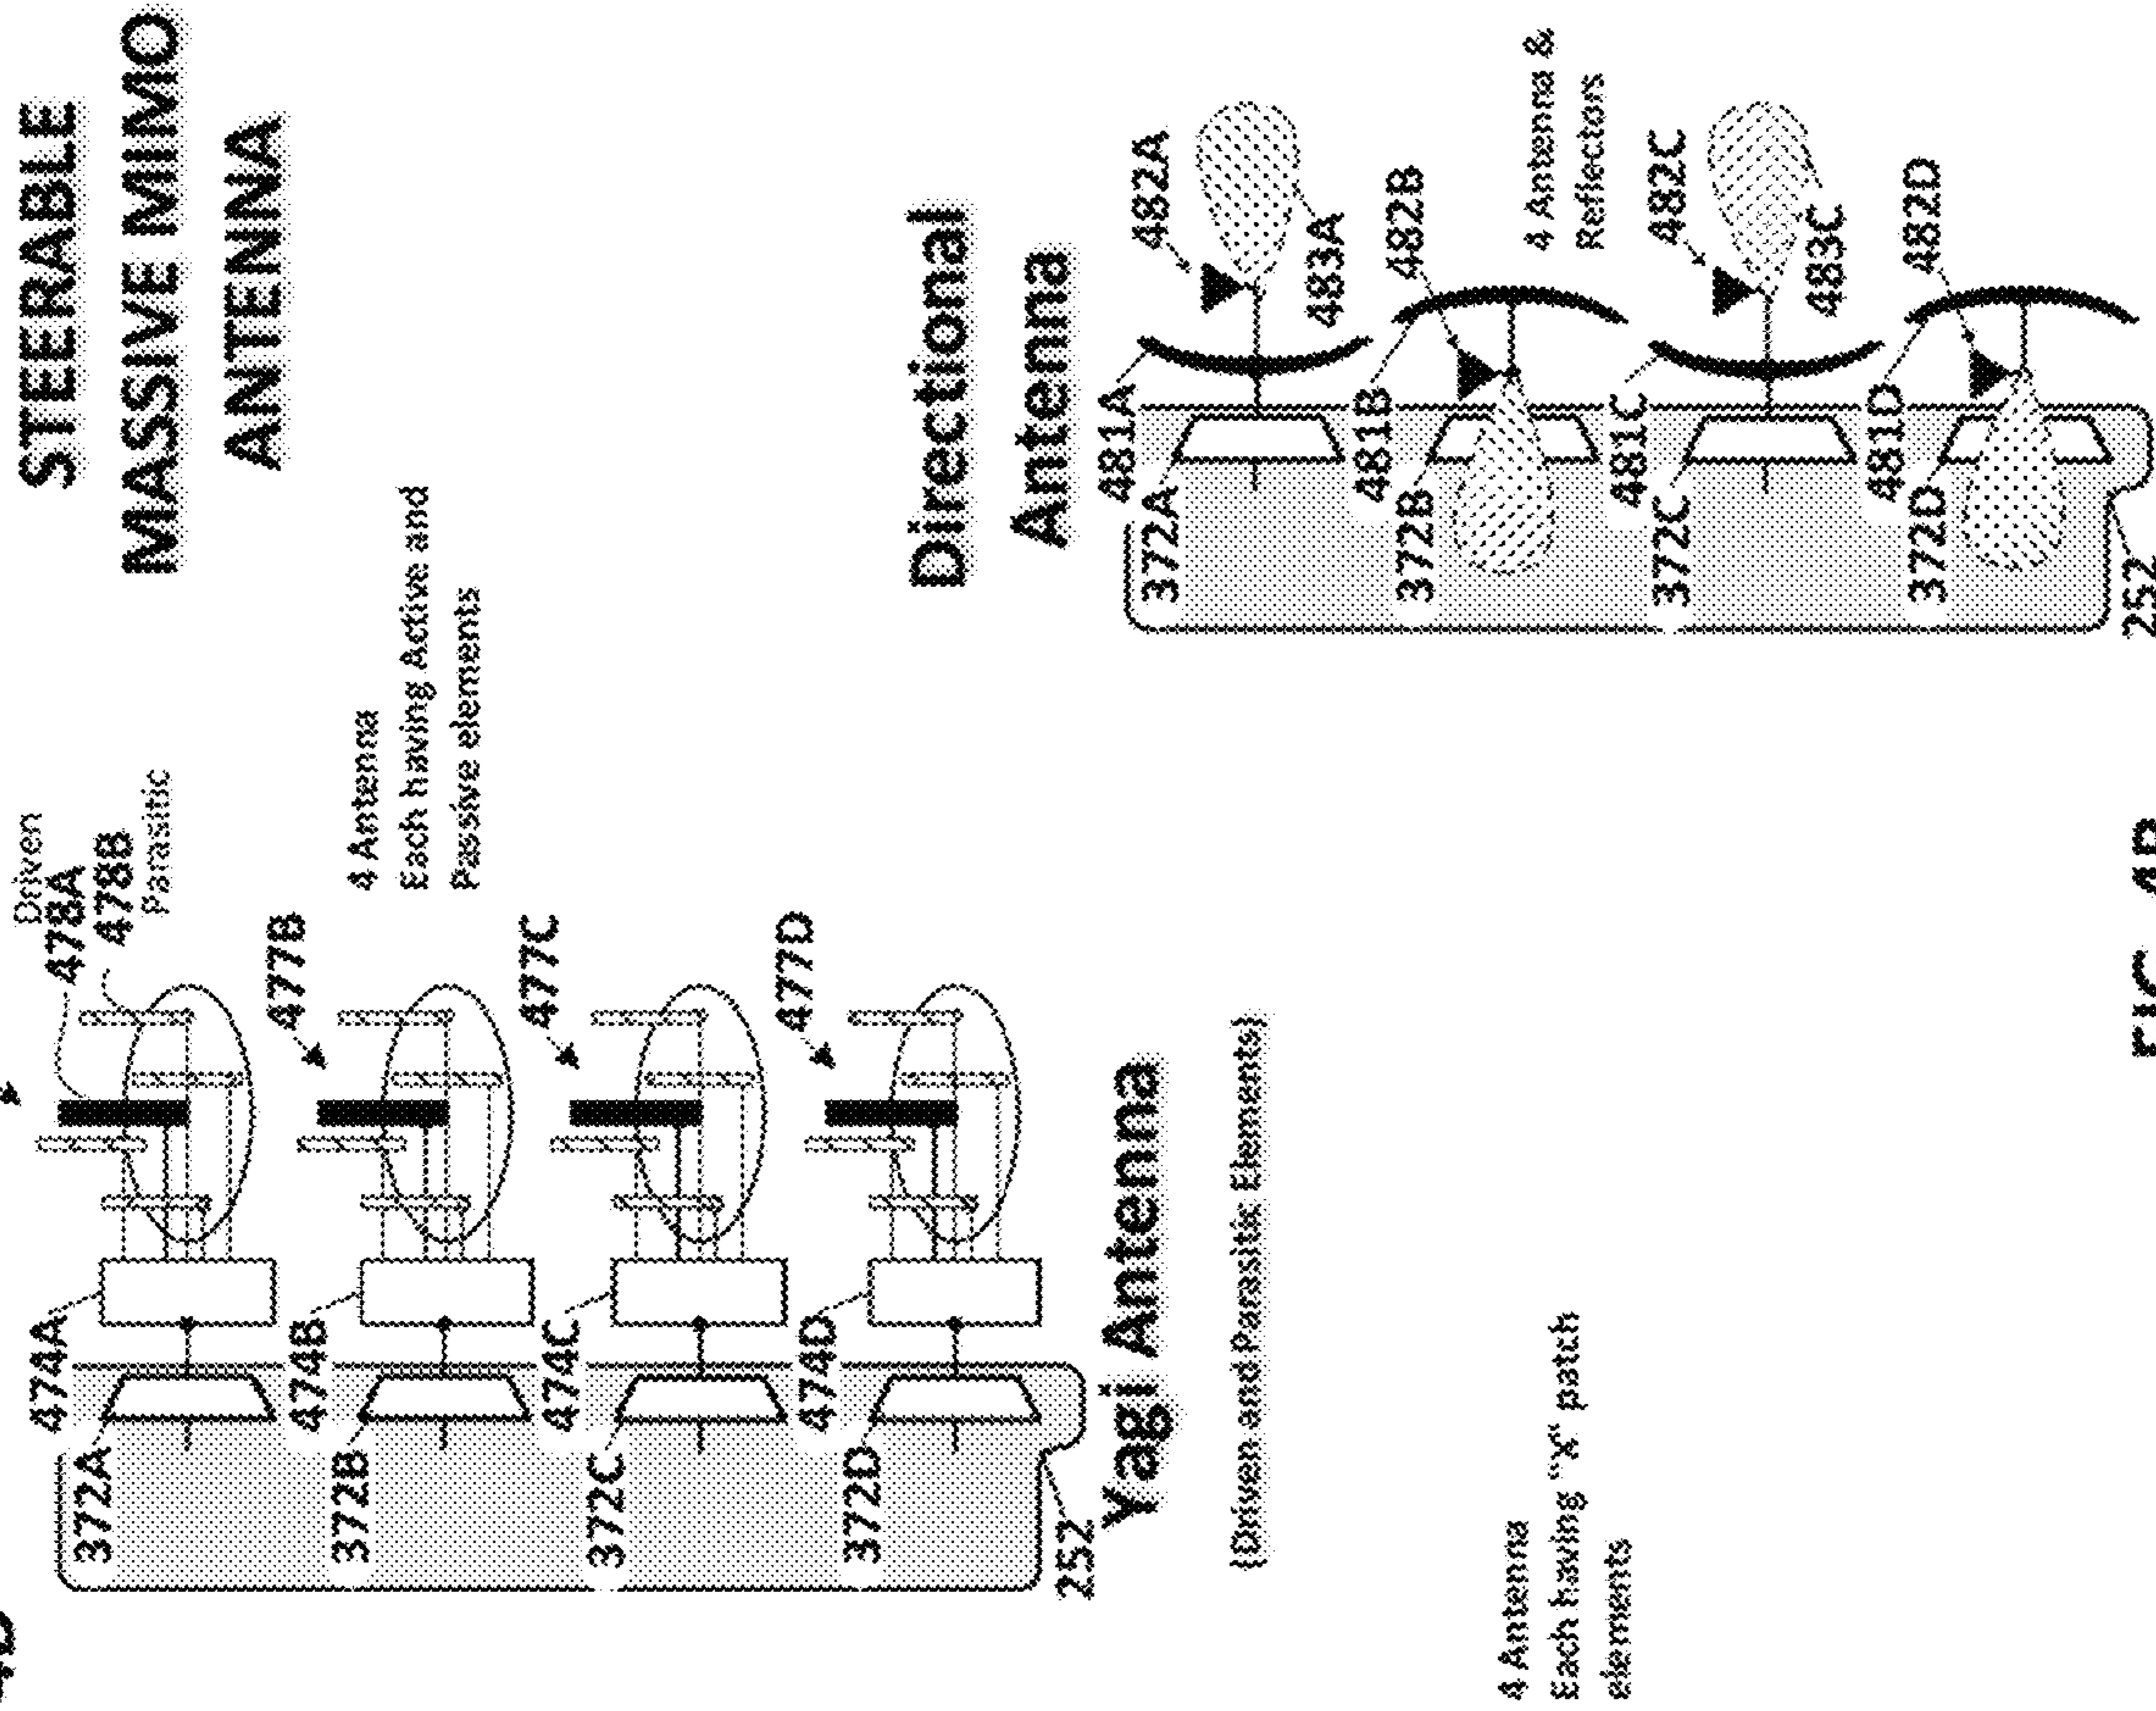 STEERABLE
MASSIVE MIMO
ANTENNA
Driven
478A
478B
Parasitic
4 Antenna
Each having Active and
Passive elements
477B
477C
477D
474A
474B
474C
474D
372A
372B
372C
372D
252
Yagi Antenna
(Driven and Parasitic Elements)
4 Antenna
Each having "X" patch
elements
Directional
Antenna
482A
482B
482C
482D
483A
483C
4 Antenna &
Reflectors
481A
481B
481C
481D
372A
372B
372C
372D
252